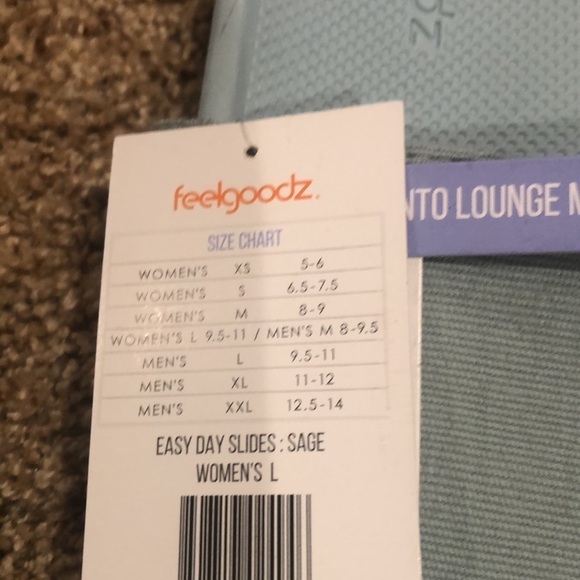 dz
feelgoodz.
NTO LOUNGE M
SIZE CHART
WOMEN'S XS 5-6
WOMEN'S S 6.5-7.5
WOMEN'S M 8-9
WOMEN'S L 9.5-11 / MEN'S M 8-9.5
MEN'S L 9.5-11
MEN'S XL 11-12
MEN'S XXL 12.5-14
EASY DAY SLIDES : SAGE
WOMEN'S L